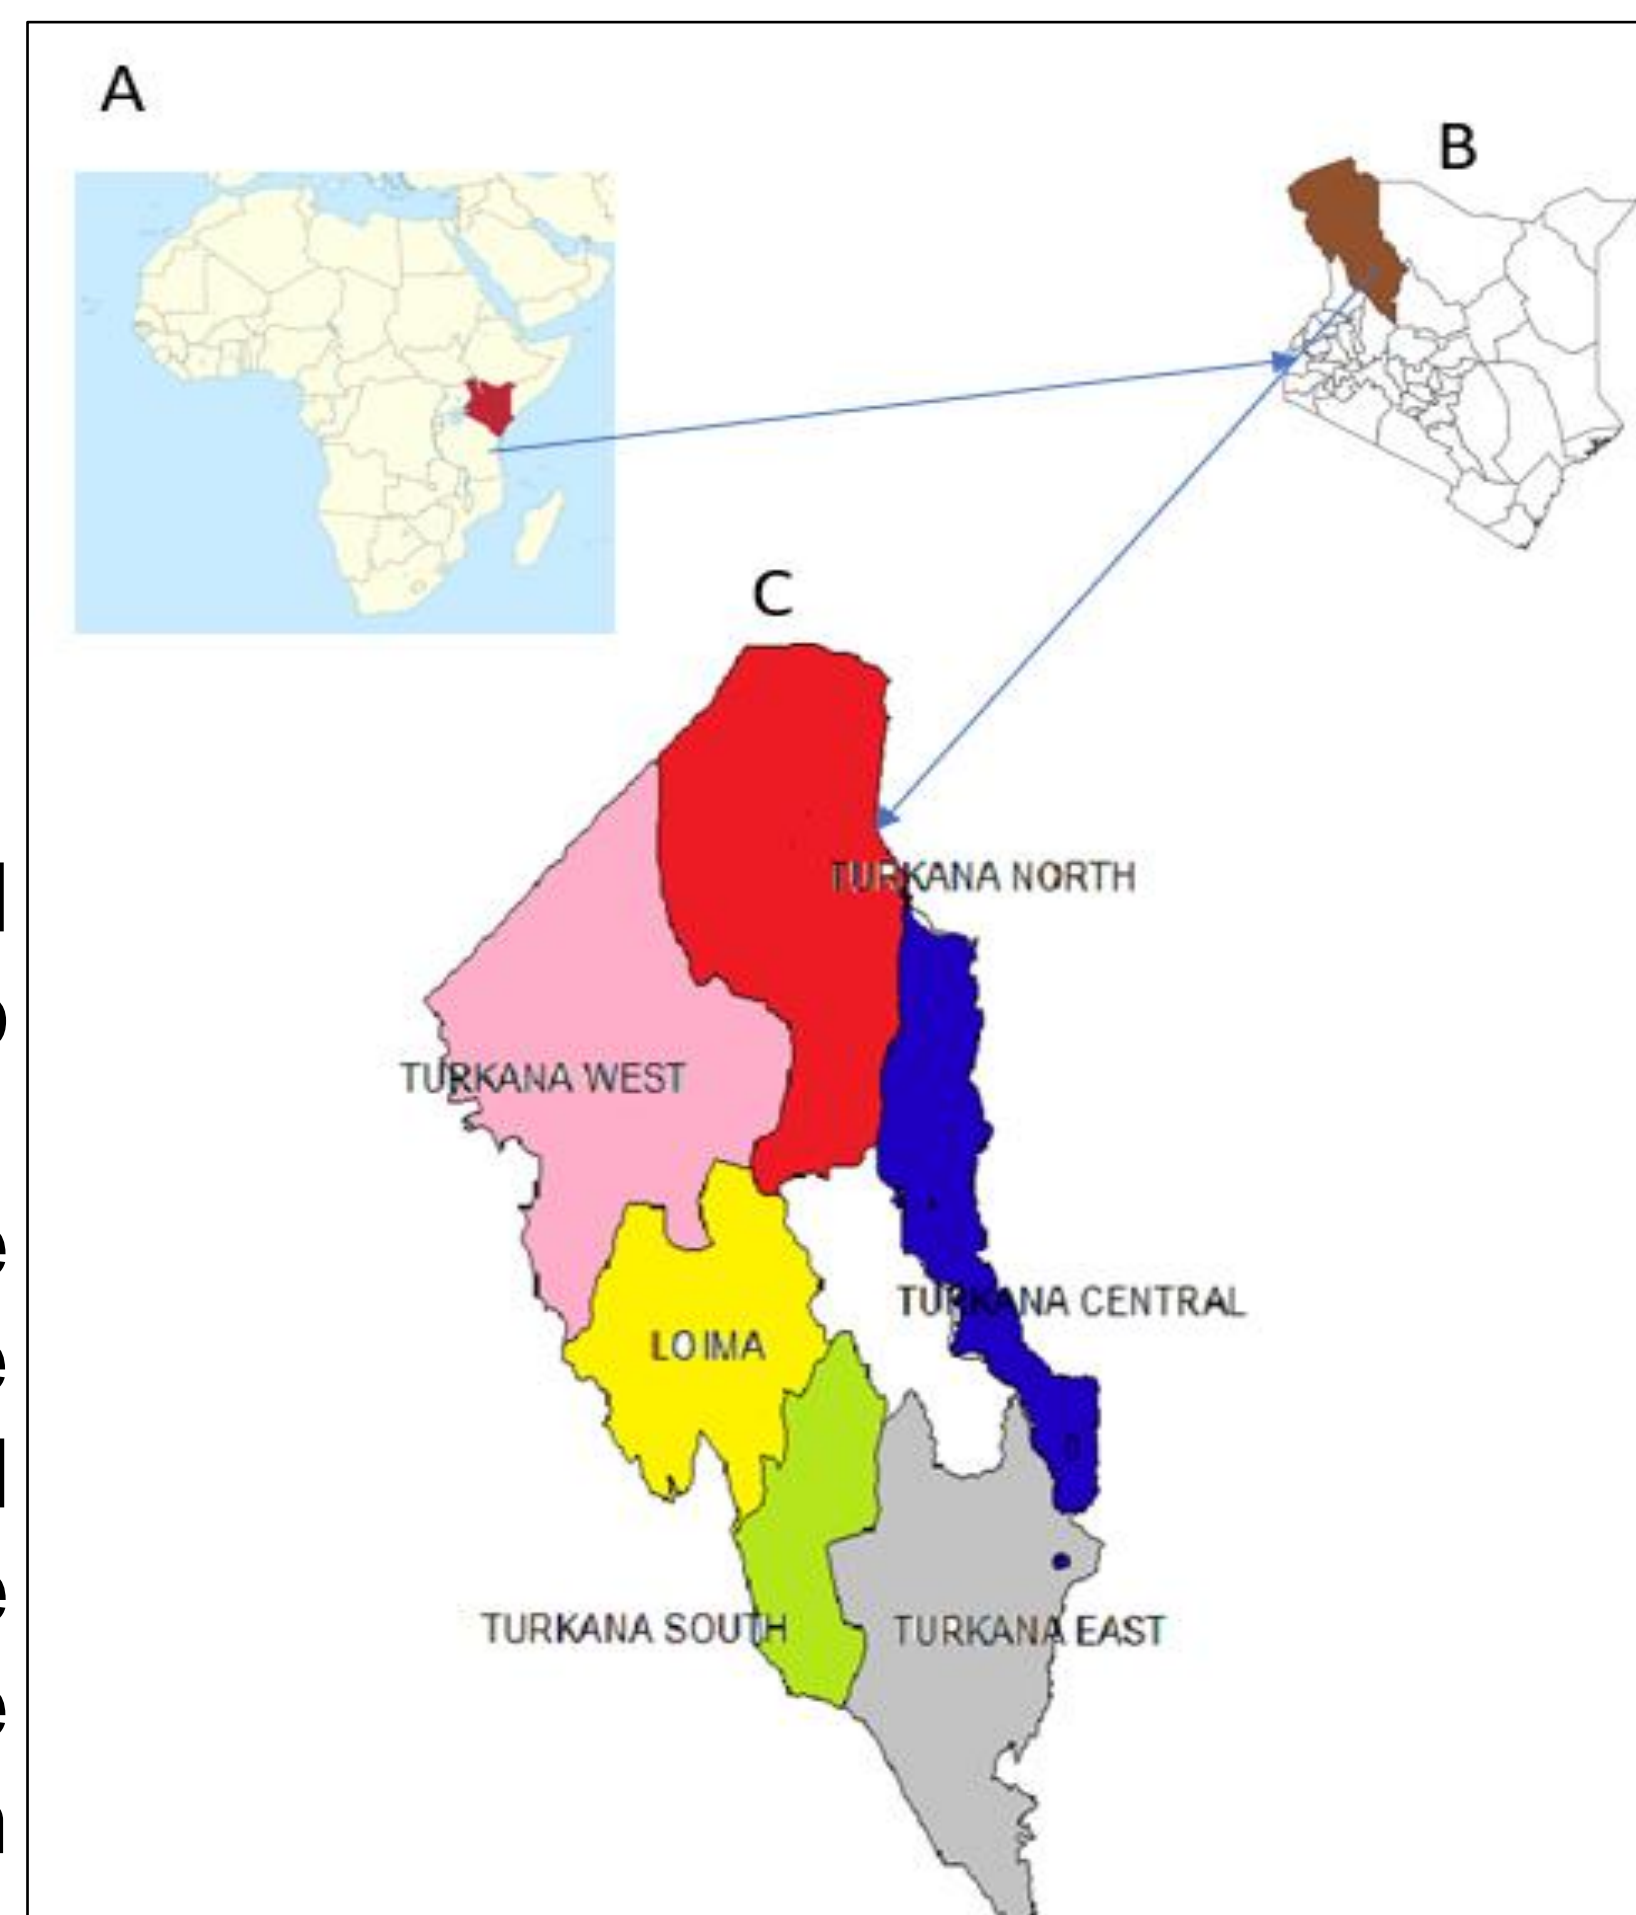 A
B
C
TURKANA NORTH
TURKANA WEST
TURKANA CENTRAL
LOIMA
TURKANA SOUTH
TURKANA EAST